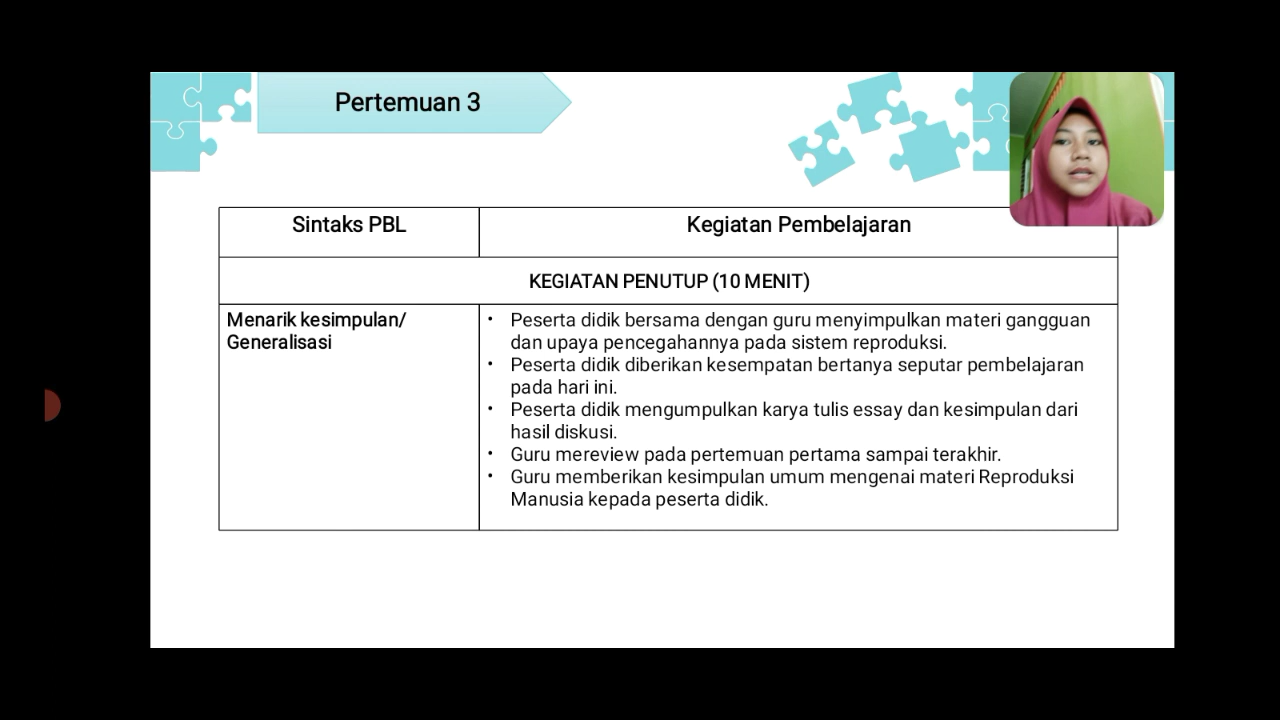 Pertemuan 3
Sintaks PBL
Kegiatan Pembelajaran
KEGIATAN PENUTUP (10 MENIT)
Menarik kesimpulan/
Generalisasi
• Peserta didik bersama dengan guru menyimpulkan materi gangguan
dan upaya pencegahannya pada sistem reproduksi.
• Peserta didik diberikan kesempatan bertanya seputar pembelajaran
pada hari ini.
• Peserta didik mengumpulkan karya tulis essay dan kesimpulan dari
hasil diskusi.
• Guru mereview pada pertemuan pertama sampai terakhir.
• Guru memberikan kesimpulan umum mengenai materi Reproduksi
Manusia kepada peserta didik.